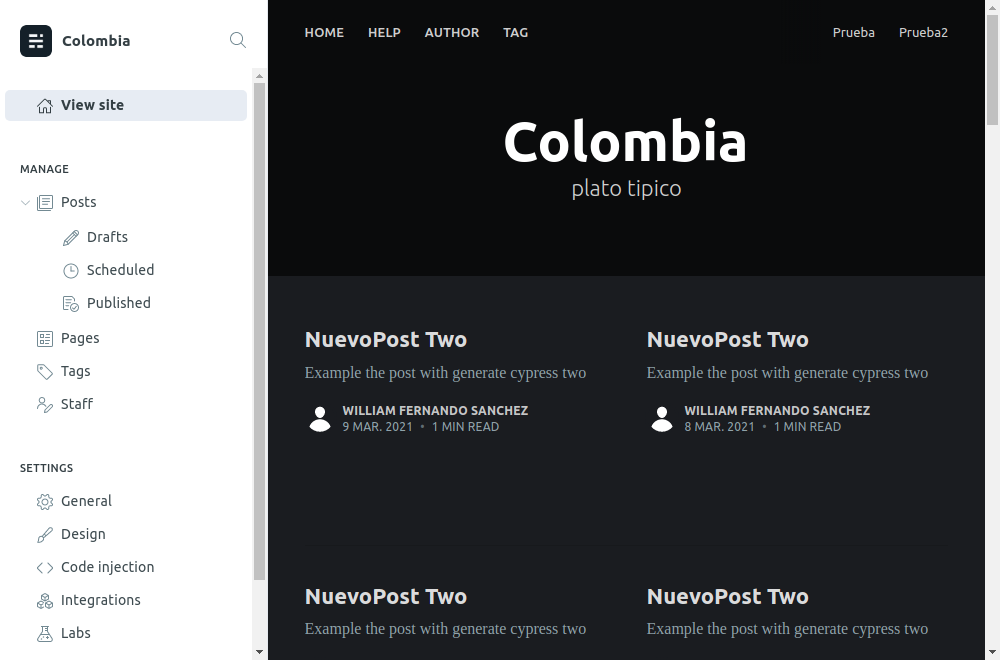 Colombia
View site
MANAGE
Posts
Drafts
Scheduled
Published
Pages
Tags
Staff
SETTINGS
General
Design
Code injection
Integrations
Labs
HOME HELP AUTHOR TAG Prueba Prueba2
Colombia
plato tipico
NuevoPost Two
Example the post with generate cypress two
WILLIAM FERNANDO SANCHEZ
9 MAR. 2021 • 1 MIN READ
NuevoPost Two
Example the post with generate cypress two
WILLIAM FERNANDO SANCHEZ
8 MAR. 2021 • 1 MIN READ
NuevoPost Two
Example the post with generate cypress two
NuevoPost Two
Example the post with generate cypress two